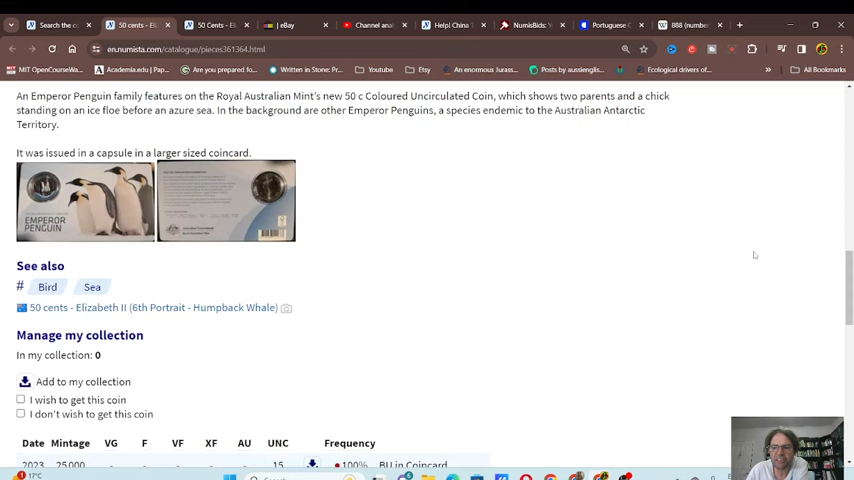 Search the co
50 cents - Eli
50 Cents - El
| eBay
Channel anal
Help! China T
NumisBids: Y
Portuguese C
888 (number
en.numista.com/catalogue/pieces361364.html
MIT OpenCourseWa...
Academia.edu | Pap...
Are you prepared fo...
Written in Stone: Pr...
Youtube
Etsy
An enormous Jurass...
Posts by aussienglis...
Ecological drivers of...
All Bookmarks
An Emperor Penguin family features on the Royal Australian Mint's new 50 c Coloured Uncirculated Coin, which shows two parents and a chick
standing on an ice floe before an azure sea. In the background are other Emperor Penguins, a species endemic to the Australian Antarctic
Territory.
It was issued in a capsule in a larger sized coincard.
EMPEROR
PENGUIN
See also
# Bird Sea
50 cents - Elizabeth II (6th Portrait - Humpback Whale)
Manage my collection
In my collection: 0
Add to my collection
I wish to get this coin
I don't wish to get this coin
Date Mintage VG F VF XF AU UNC Frequency
2023 25,000 - - - - - 15 100% BU in Coincard
17°C
Search